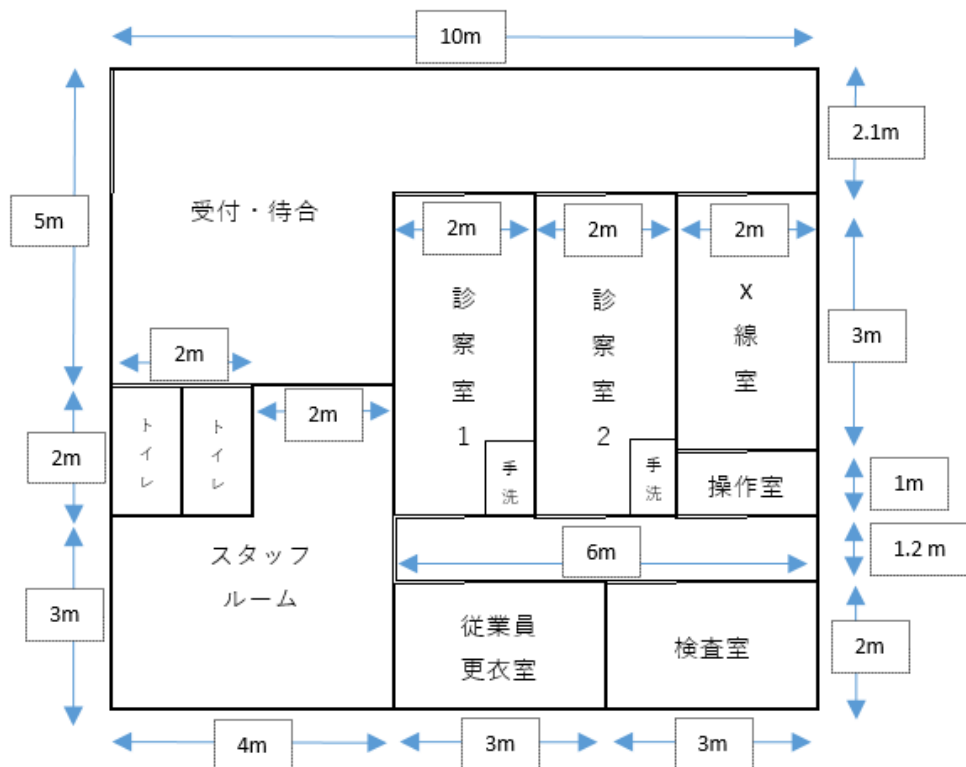 10m
2.1m
5m
受付・待合
2m
2m
2m
診察室1
診察室2
X線室
3m
2m
2m
トイレ
トイレ
2m
手洗
手洗
操作室
1m
スタッフ
ルーム
6m
1.2 m
3m
従業員
更衣室
検査室
2m
4m
3m
3m